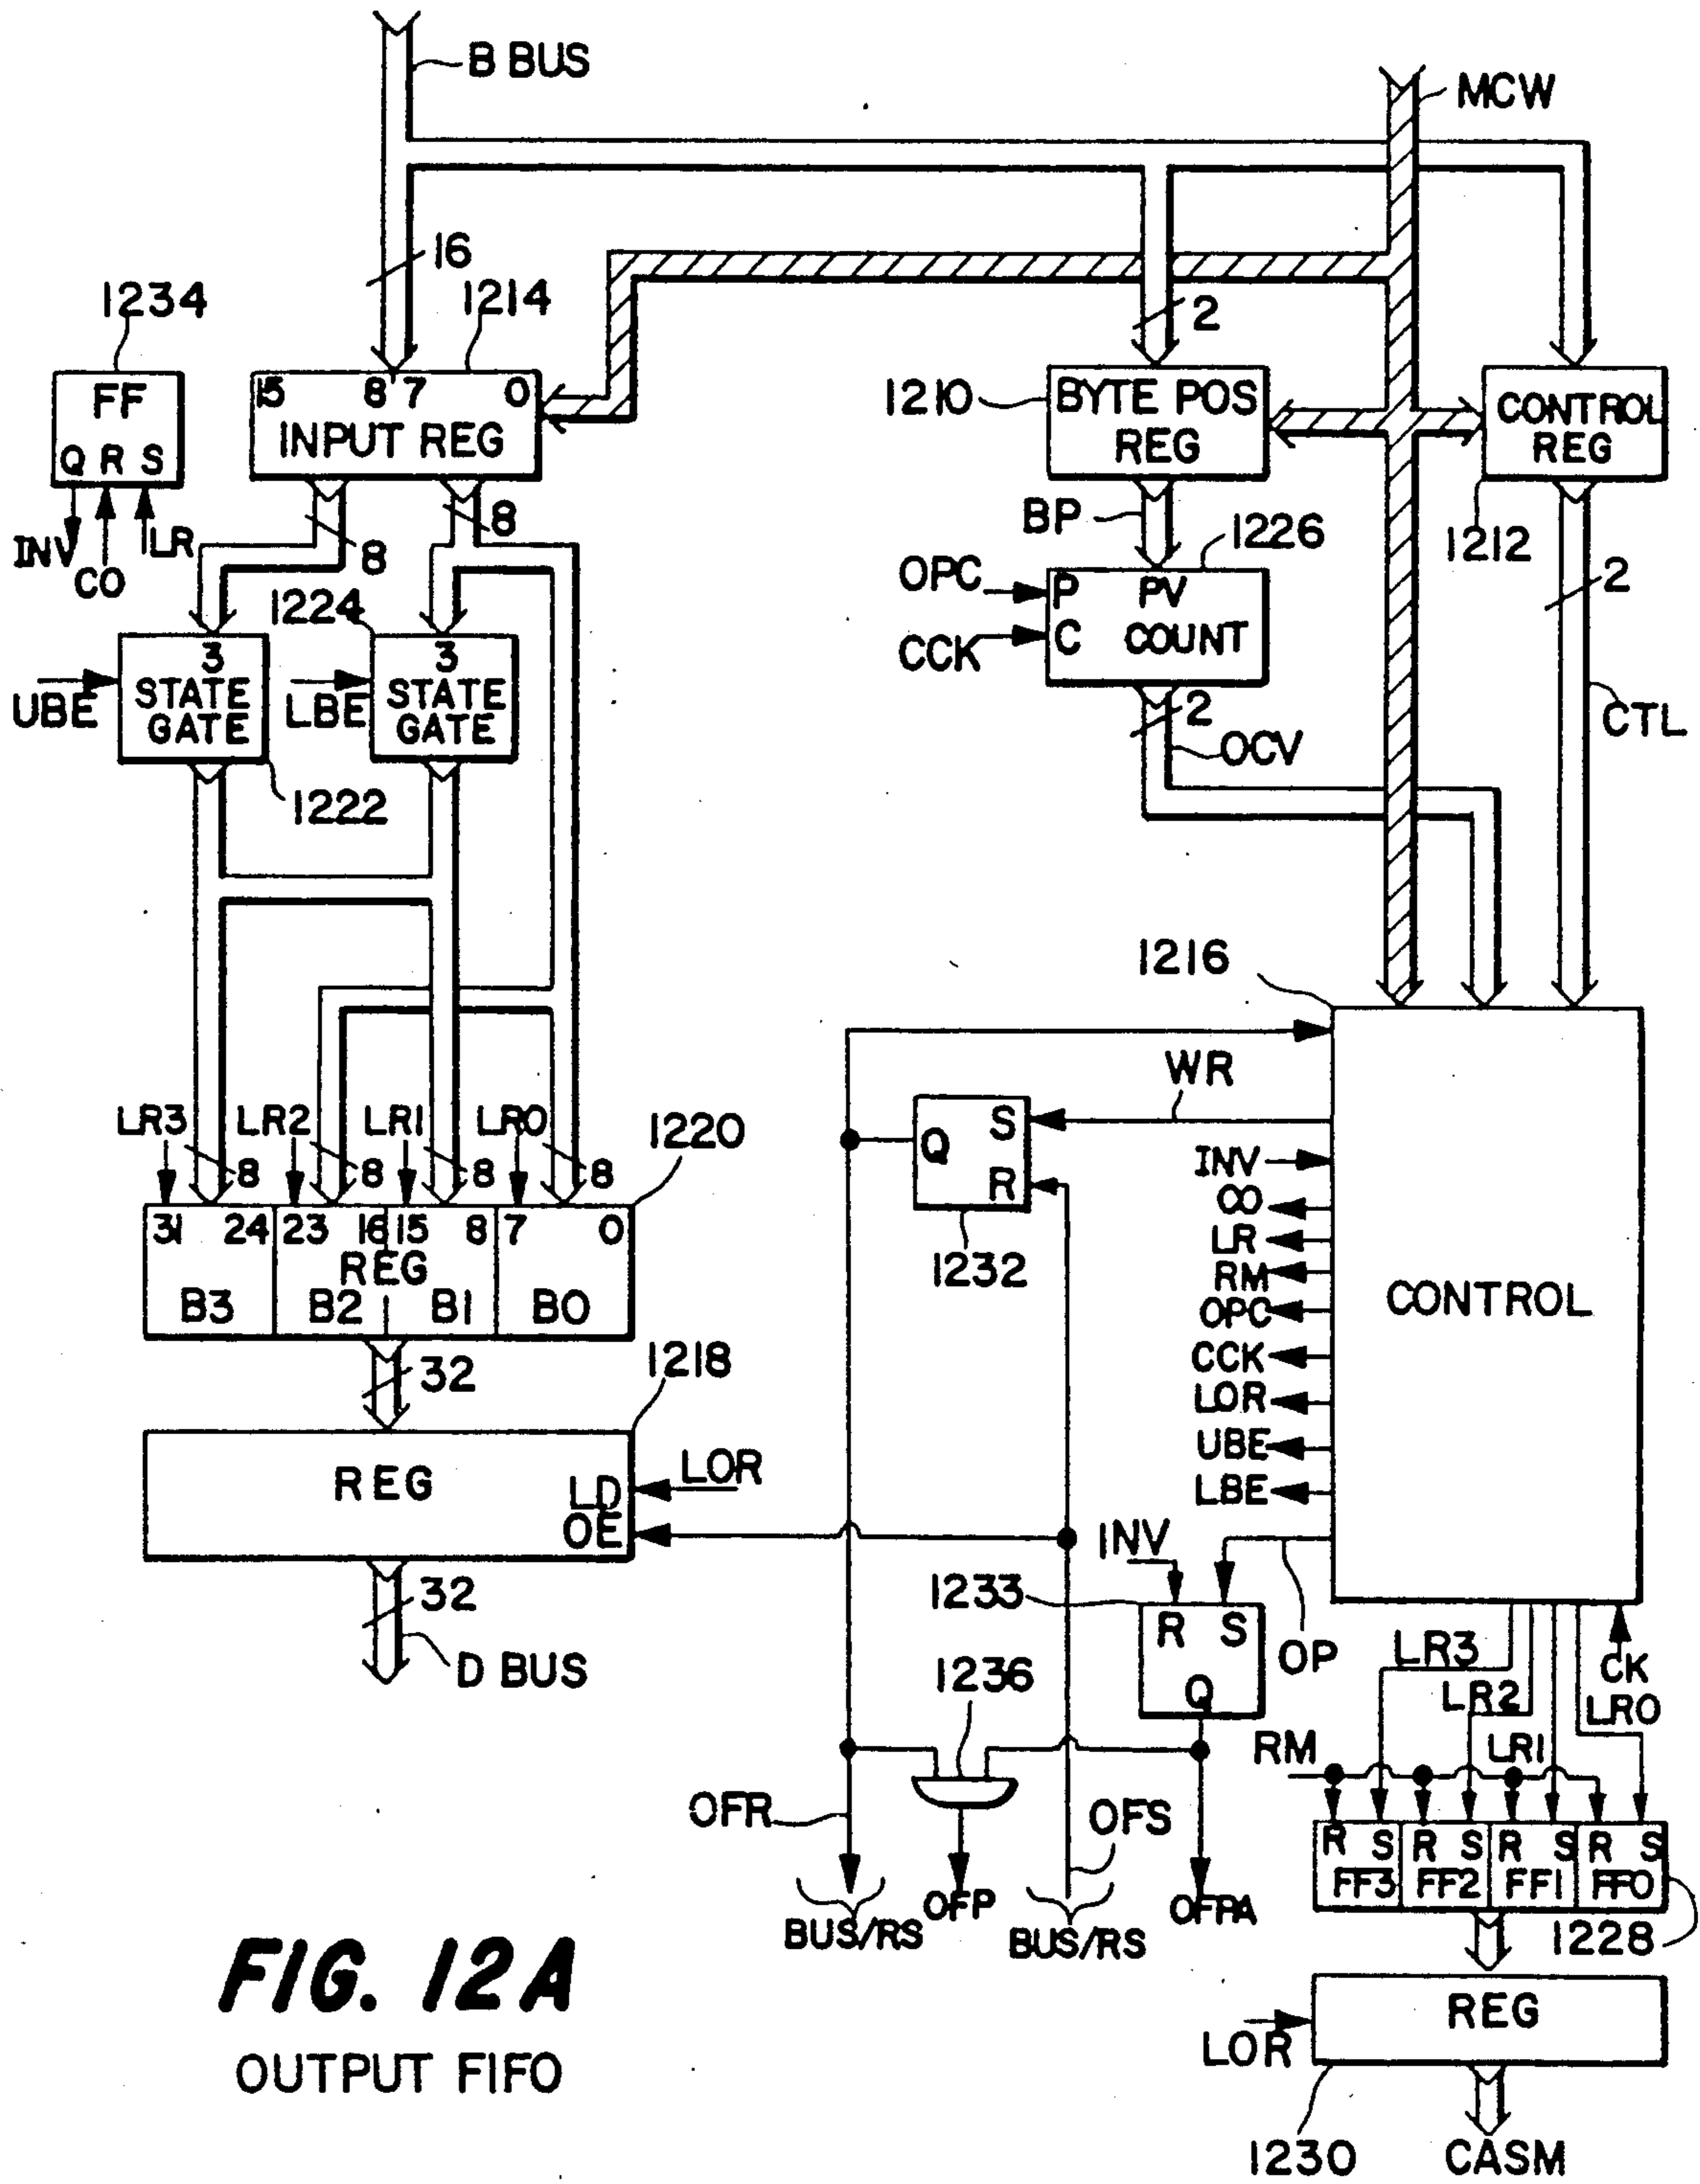 B BUS
MCW
16
1234
1214
2
FF
Q R S
15 8 7 0
INPUT REG
1210
BYTE POS
REG
CONTROL
REG
INV
CO
LR
8
8
BP
1226
1212
2
OPC
CCK
P PV
C COUNT
1224
3
STATE
GATE
3
STATE
GATE
UBE
LBE
2
OCV
CTL
1222
1216
WR
LR3
LR2
LR1
LR0
1220
8
8
8
8
S
Q
R
INV
CO
LR
RM
OPC
CCK
LOR
UBE
LBE
CONTROL
31 24 23 16 15 8 7 0
REG
B3 B2 B1 B0
1232
32
1218
REG
LD
OE
LOR
INV
1233
R S
Q
OP
32
D BUS
1236
LR3
LR2
LR1
CK
LR0
RM
OFR
OFS
R S R S R S R S
FF3 FF2 FF1 FF0
BUS/RS
OFP
BUS/RS
OFPA
1228
REG
LOR
1230
CASM
FIG. 12A
OUTPUT FIFO